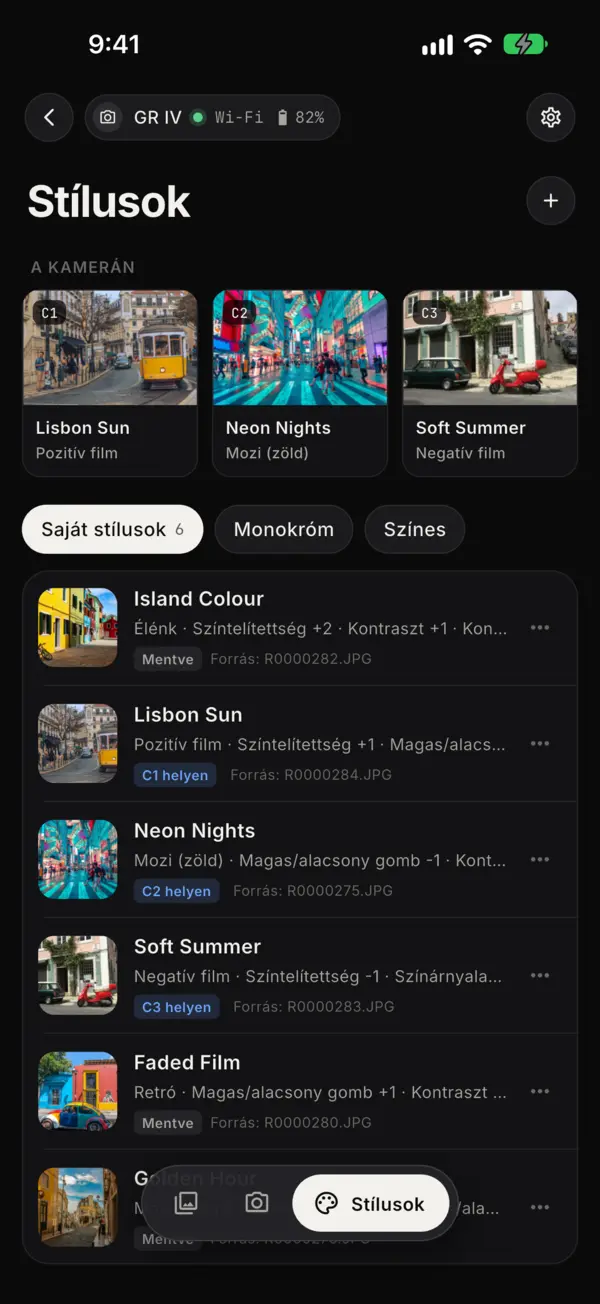 9:41
GR IV Wi-Fi 82%
Stílusok
A KAMERÁN
C1
C2
C3
Lisbon Sun
Pozitív film
Neon Nights
Mozi (zöld)
Soft Summer
Negatív film
Saját stílusok 6
Monokróm
Színes
Island Colour
Élénk · Színtelítettség +2 · Kontraszt +1 · Kon...
Mentve Forrás: R0000282.JPG
Lisbon Sun
Pozitív film · Színtelítettség +1 · Magas/alacs...
C1 helyen Forrás: R0000284.JPG
Neon Nights
Mozi (zöld) · Magas/alacsony gomb -1 · Kont...
C2 helyen Forrás: R0000275.JPG
Soft Summer
Negatív film · Színtelítettség -1 · Színárnyala...
C3 helyen Forrás: R0000283.JPG
Faded Film
Retró · Magas/alacsony gomb +1 · Kontraszt ...
Mentve Forrás: R0000280.JPG
Golden Hour
/ala...
Mentve
Stílusok